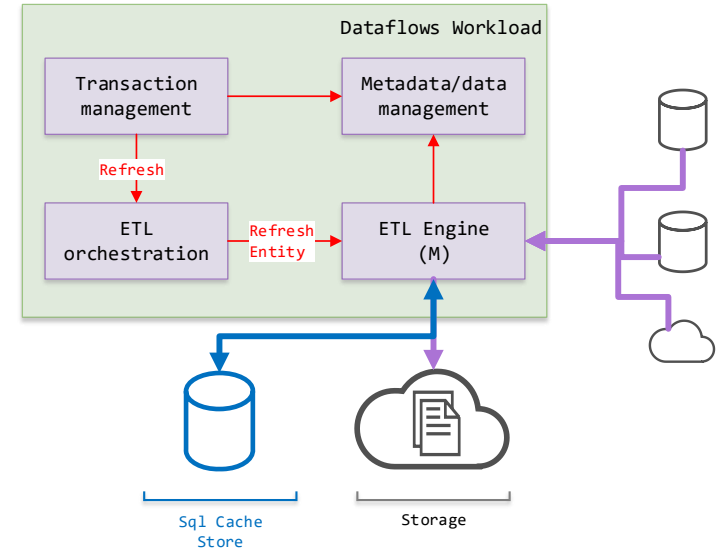 Dataflows Workload
Transaction
management
Metadata/data
management
Refresh
ETL
orchestration
Refresh
Entity
ETL Engine
(M)
Sql Cache
Store
Storage